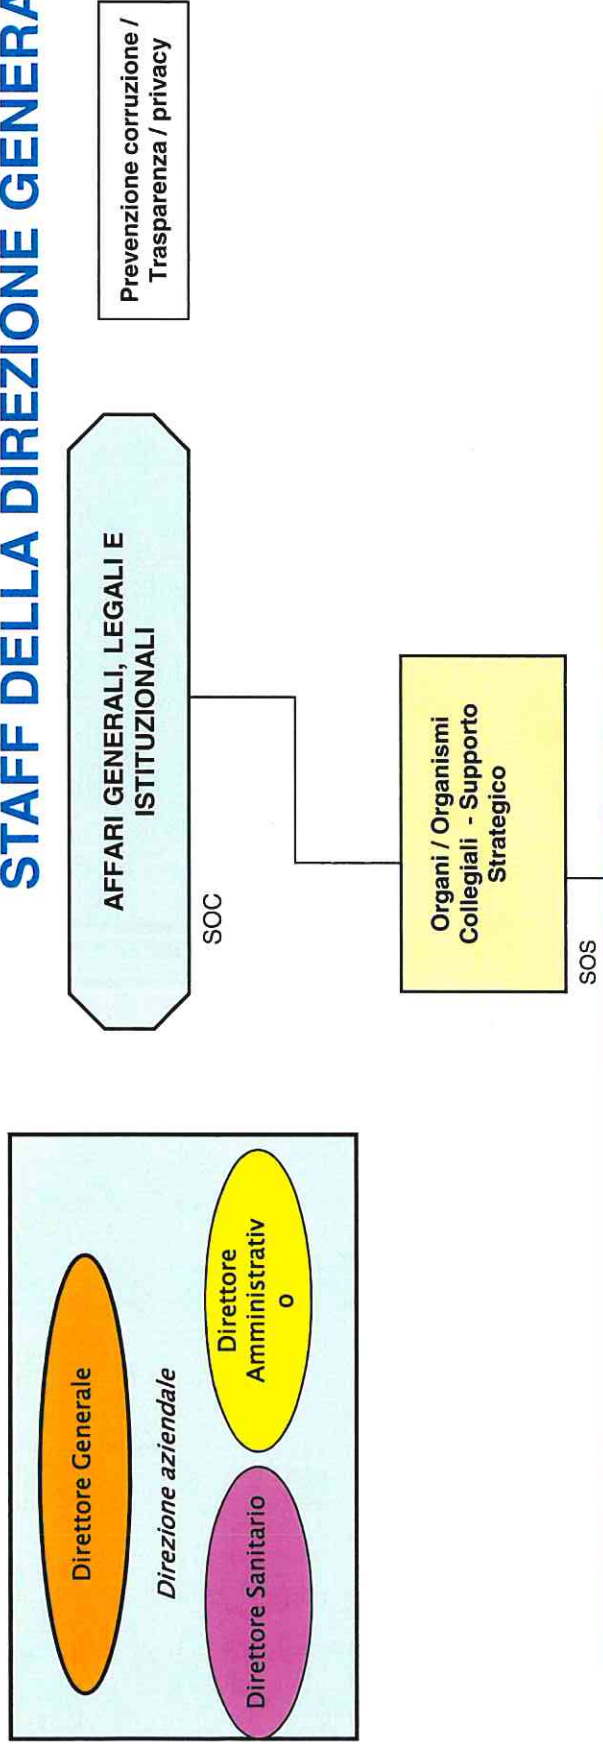 STAFF DELLA DIREZIONE GENERA
Direttore Generale
Direzione aziendale
Direttore Sanitario
Direttore
Amministrativ
o
AFFARI GENERALI, LEGALI E
ISTITUZIONALI
SOC
Prevenzione corruzione /
Trasparenza / privacy
Organi / Organismi
Collegiali - Supporto
Strategico
SOS